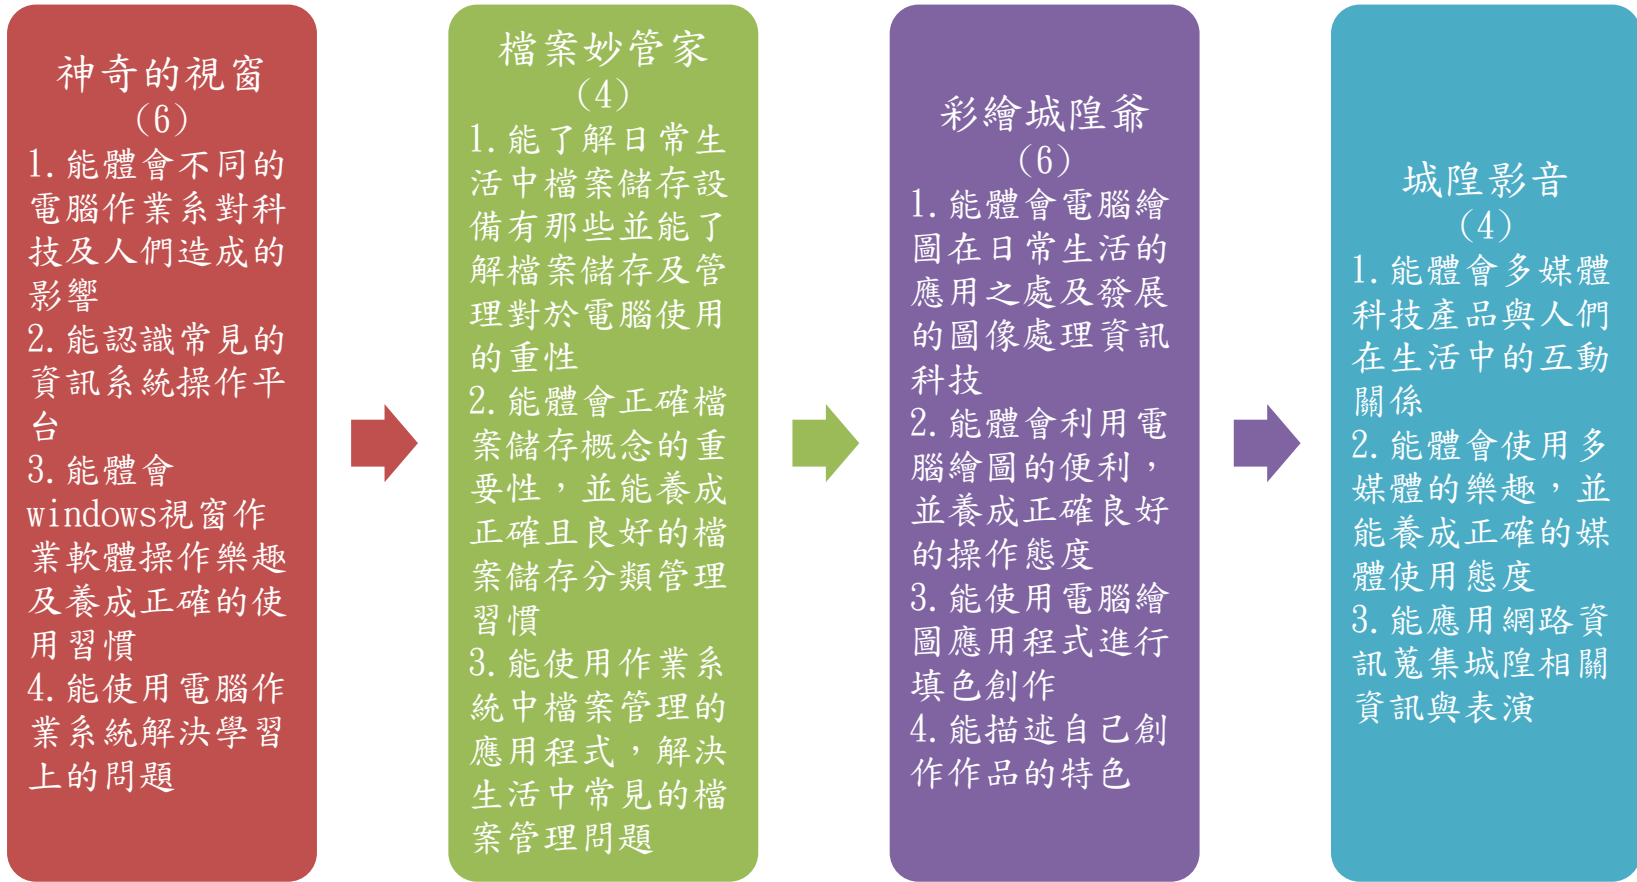 神奇的視窗
(6)
1.能體會不同的
電腦作業系對科
技及人們造成的
影響
2.能認識常見的
資訊系統操作平
台
3.能體會
windows視窗作
業軟體操作樂趣
及養成正確的使
用習慣
4.能使用電腦作
業系統解決學習
上的問題
檔案妙管家
(4)
1.能了解日常生
活中檔案儲存設
備有那些並能了
解檔案儲存及管
理對於電腦使用
的重性
2.能體會正確檔
案儲存概念的重
要性，並能養成
正確且良好的檔
案儲存分類管理
習慣
3.能使用作業系
統中檔案管理的
應用程式，解決
生活中常見的檔
案管理問題
彩繪城隍爺
(6)
1.能體會電腦繪
圖在日常生活的
應用之處及發展
的圖像處理資訊
科技
2.能體會利用電
腦繪圖的便利，
並養成正確良好
的操作態度
3.能使用電腦繪
圖應用程式進行
填色創作
4.能描述自己創
作作品的特色
城隍影音
(4)
1.能體會多媒體
科技產品與人們
在生活中的互動
關係
2.能體會使用多
媒體的樂趣，並
能養成正確的媒
體使用態度
3.能應用網路資
訊蒐集城隍相關
資訊與表演